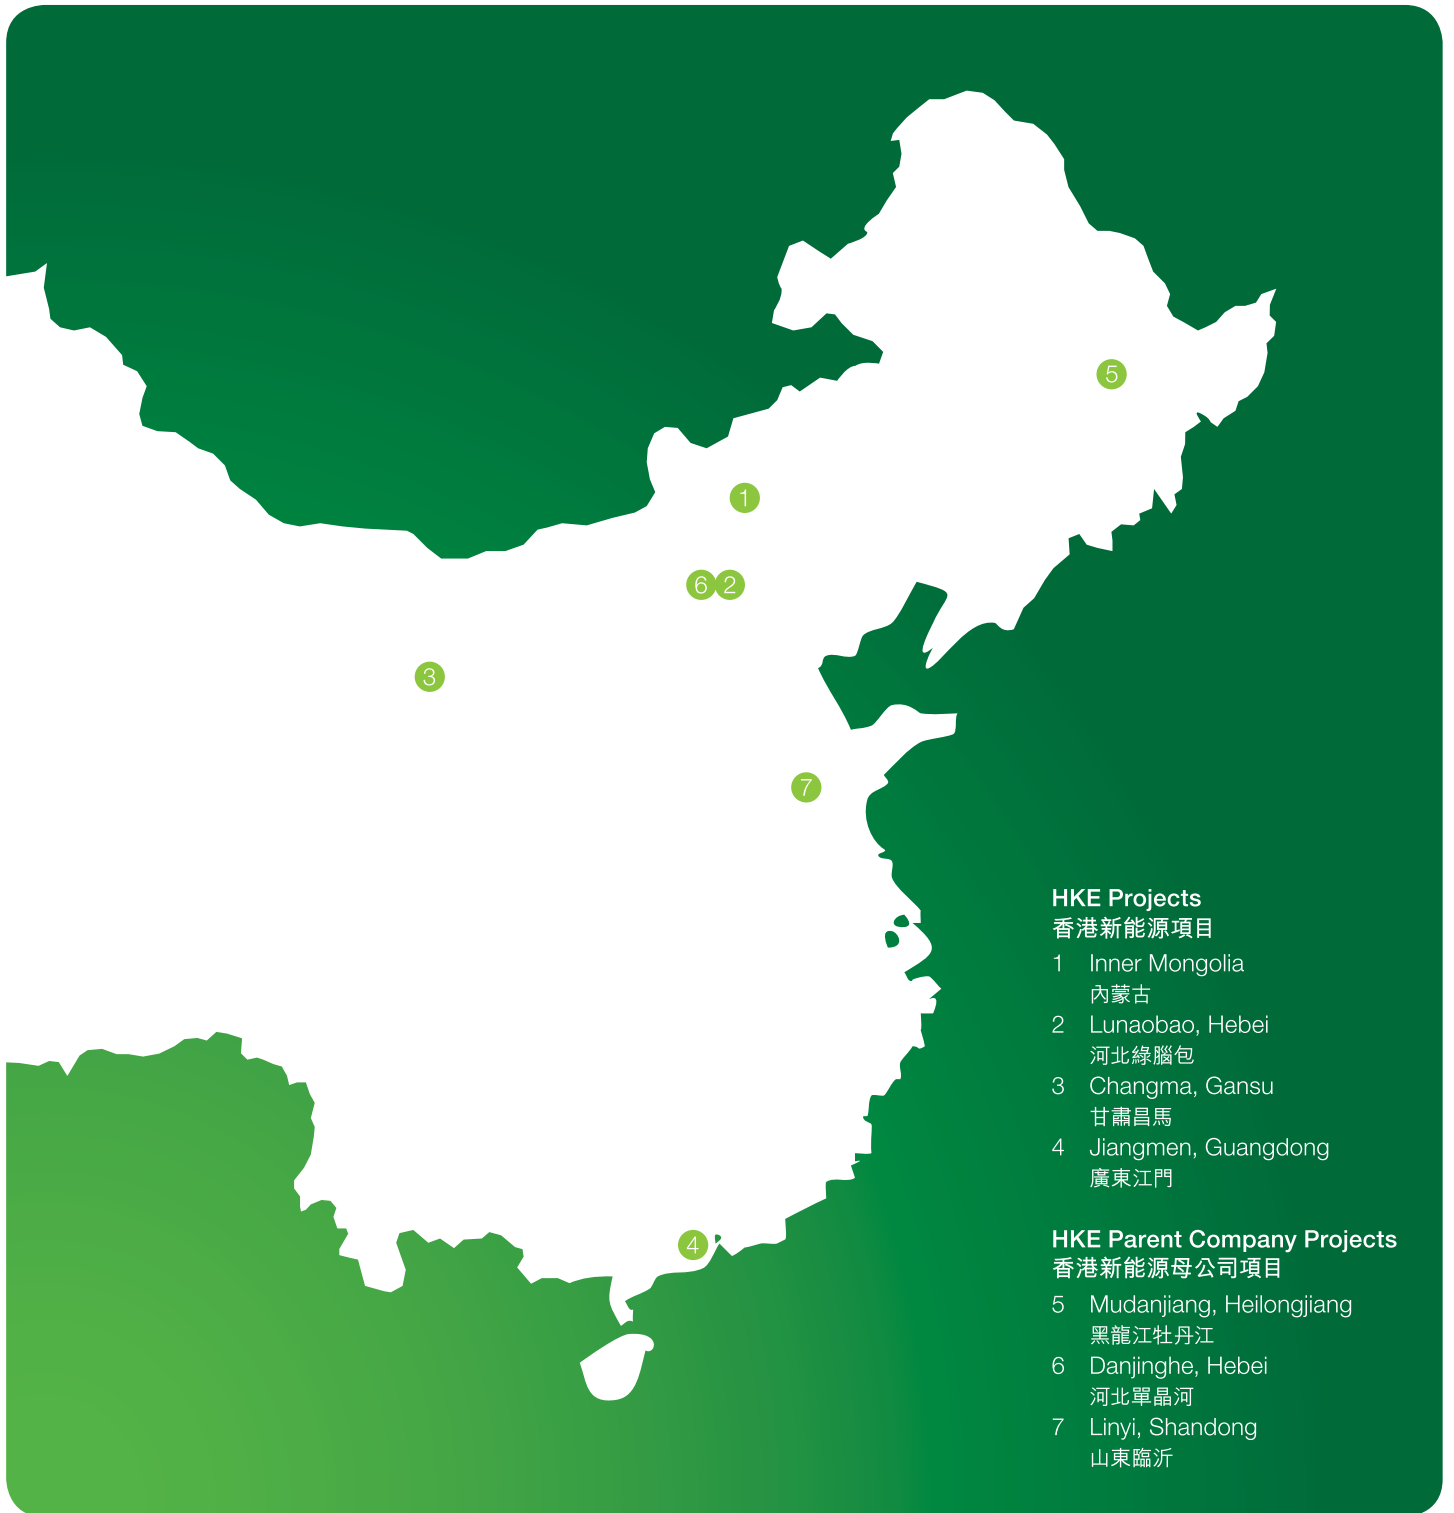 5
1
6 2
3
7
4
HKE Projects
香港新能源項目
1 Inner Mongolia
內蒙古
2 Lunaobao, Hebei
河北綠腦包
3 Changma, Gansu
甘肅昌馬
4 Jiangmen, Guangdong
廣東江門
HKE Parent Company Projects
香港新能源母公司項目
5 Mudanjiang, Heilongjiang
黑龍江牡丹江
6 Danjinghe, Hebei
河北單晶河
7 Linyi, Shandong
山東臨沂